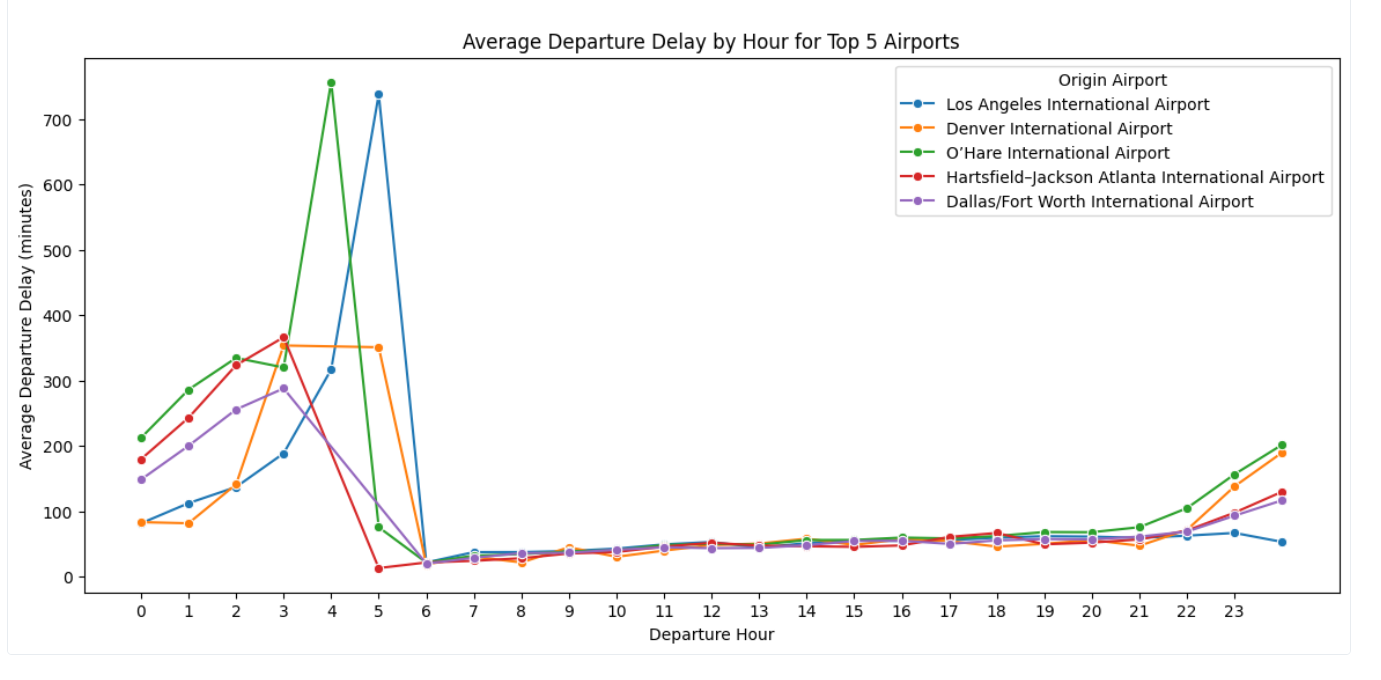 Average Departure Delay by Hour for Top 5 Airports
Origin Airport
Los Angeles International Airport
Denver International Airport
O’Hare International Airport
Hartsfield–Jackson Atlanta International Airport
Dallas/Fort Worth International Airport
Average Departure Delay (minutes)
700
600
500
400
300
200
100
0
0 1 2 3 4 5 6 7 8 9 10 11 12 13 14 15 16 17 18 19 20 21 22 23
Departure Hour